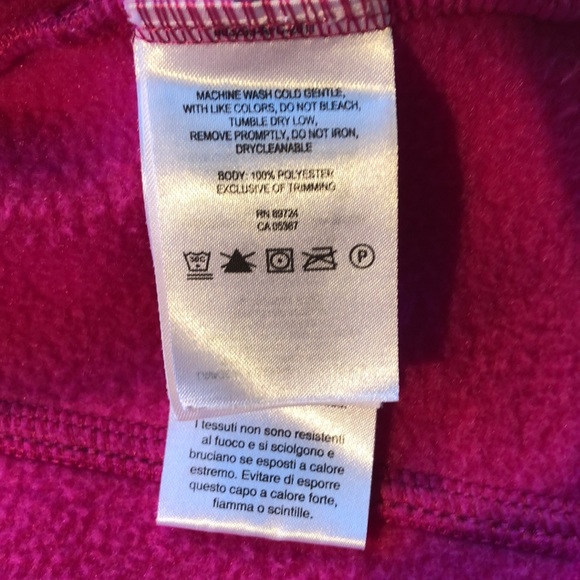 MACHINE WASH COLD GENTLE,
WITH LIKE COLORS, DO NOT BLEACH,
TUMBLE DRY LOW,
REMOVE PROMPTLY, DO NOT IRON,
DRYCLEANABLE
BODY: 100% POLYESTER
EXCLUSIVE OF TRIMMING
RN 89724
CA 05367
30C
P
I tessuti non sono resistenti
al fuoco e si sciolgono e
bruciano se esposti a calore
estremo. Evitare di esporre
questo capo a calore forte,
fiamma o scintille.